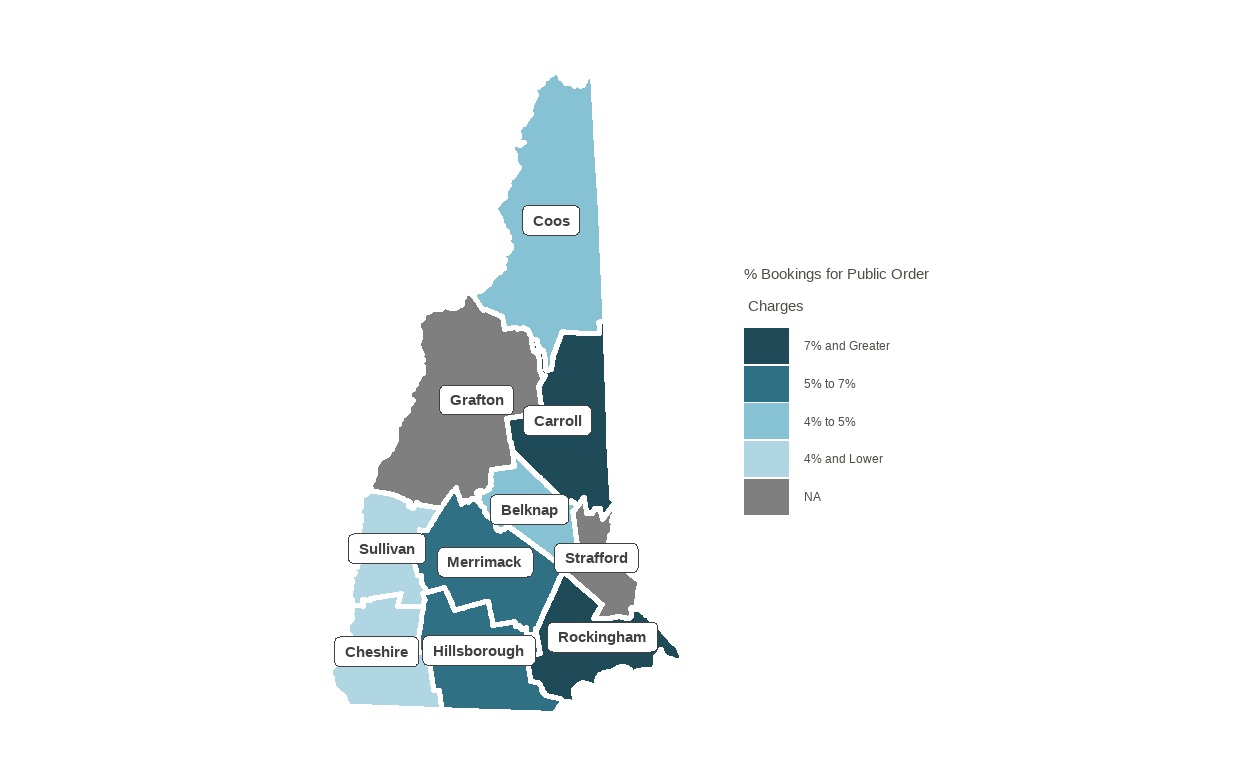 Coos
% Bookings for Public Order
Charges
7% and Greater
5% to 7%
4% to 5%
4% and Lower
NA
Grafton
Carroll
Belknap
Sullivan
Merrimack
Strafford
Cheshire
Hillsborough
Rockingham